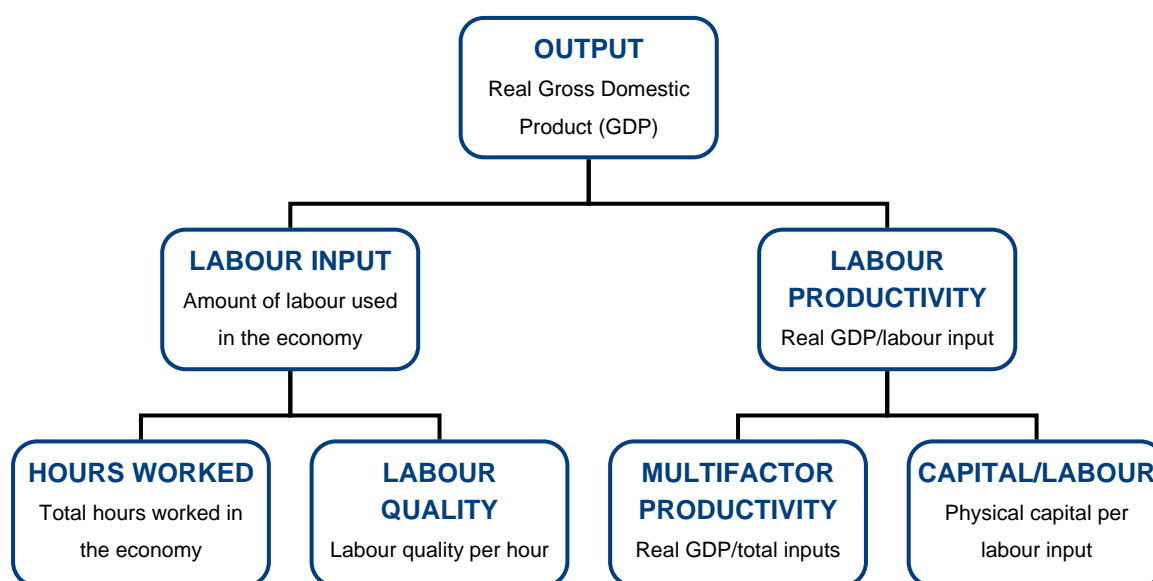 OUTPUT
Real Gross Domestic
Product (GDP)
LABOUR INPUT
Amount of labour used
in the economy
LABOUR
PRODUCTIVITY
Real GDP/labour input
HOURS WORKED
Total hours worked in
the economy
LABOUR
QUALITY
Labour quality per hour
MULTIFACTOR
PRODUCTIVITY
Real GDP/total inputs
CAPITAL/LABOUR
Physical capital per
labour input